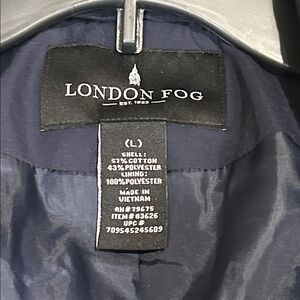 LONDON FOG
EST. 1923
(L)
SHELL:
57% COTTON
43% POLYESTER
LINING:
100% POLYESTER
MADE IN
VIETNAM
RN# 79675
ITEM# 83626
UPC #
709545245609